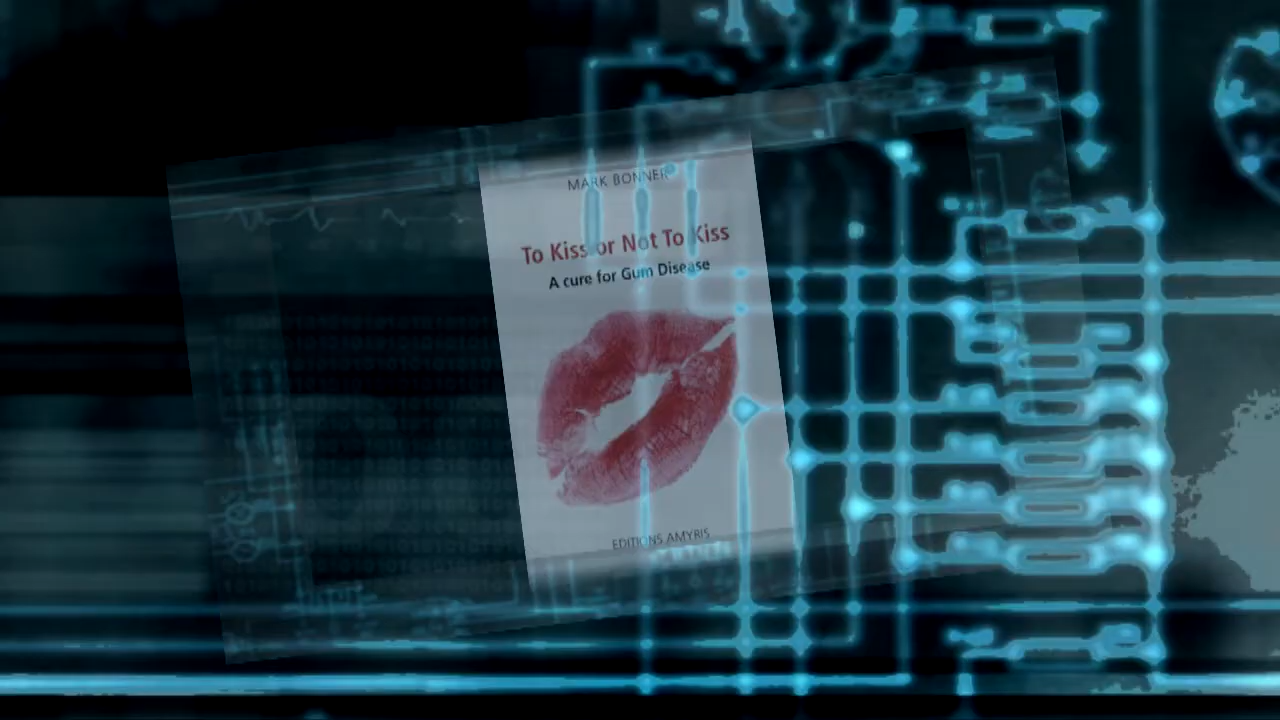 MARK BONNER
To Kiss or Not To Kiss
A cure for Gum Disease
EDITIONS AMYRIS